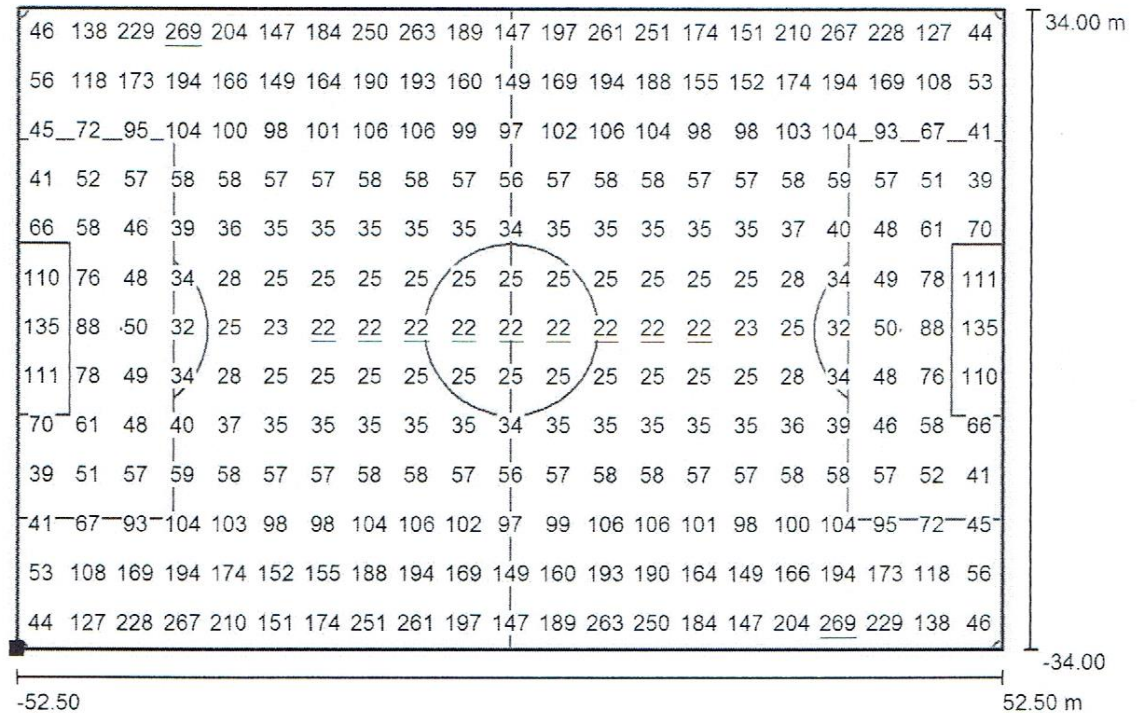 46 138 229 269 204 147 184 250 263 189 147 197 261 251 174 151 210 267 228 127 44
34.00 m
56 118 173 194 166 149 164 190 193 160 149 169 194 188 155 152 174 194 169 108 53
45 72 95 104 100 98 101 106 106 99 97 102 106 104 98 98 103 104 93 67 41
41 52 57 58 58 57 57 58 58 57 56 57 58 58 57 57 58 59 57 51 39
66 58 46 39 36 35 35 35 35 35 34 35 35 35 35 35 37 40 48 61 70
110 76 48 34 28 25 25 25 25 25 25 25 25 25 25 25 28 34 49 78 111
135 88 50 32 25 23 22 22 22 22 22 22 22 22 22 23 25 32 50 88 135
111 78 49 34 28 25 25 25 25 25 25 25 25 25 25 25 28 34 48 76 110
70 61 48 40 37 35 35 35 35 35 34 35 35 35 35 35 36 39 46 58 66
39 51 57 59 58 57 57 58 58 57 56 57 58 58 57 57 58 58 57 52 41
41 67 93 104 103 98 98 104 106 102 97 99 106 106 101 98 100 104 95 72 45
53 108 169 194 174 152 155 188 194 169 149 160 193 190 164 149 166 194 173 118 56
44 127 228 267 210 151 174 251 261 197 147 189 263 250 184 147 204 269 229 138 46
-34.00
-52.50
52.50 m